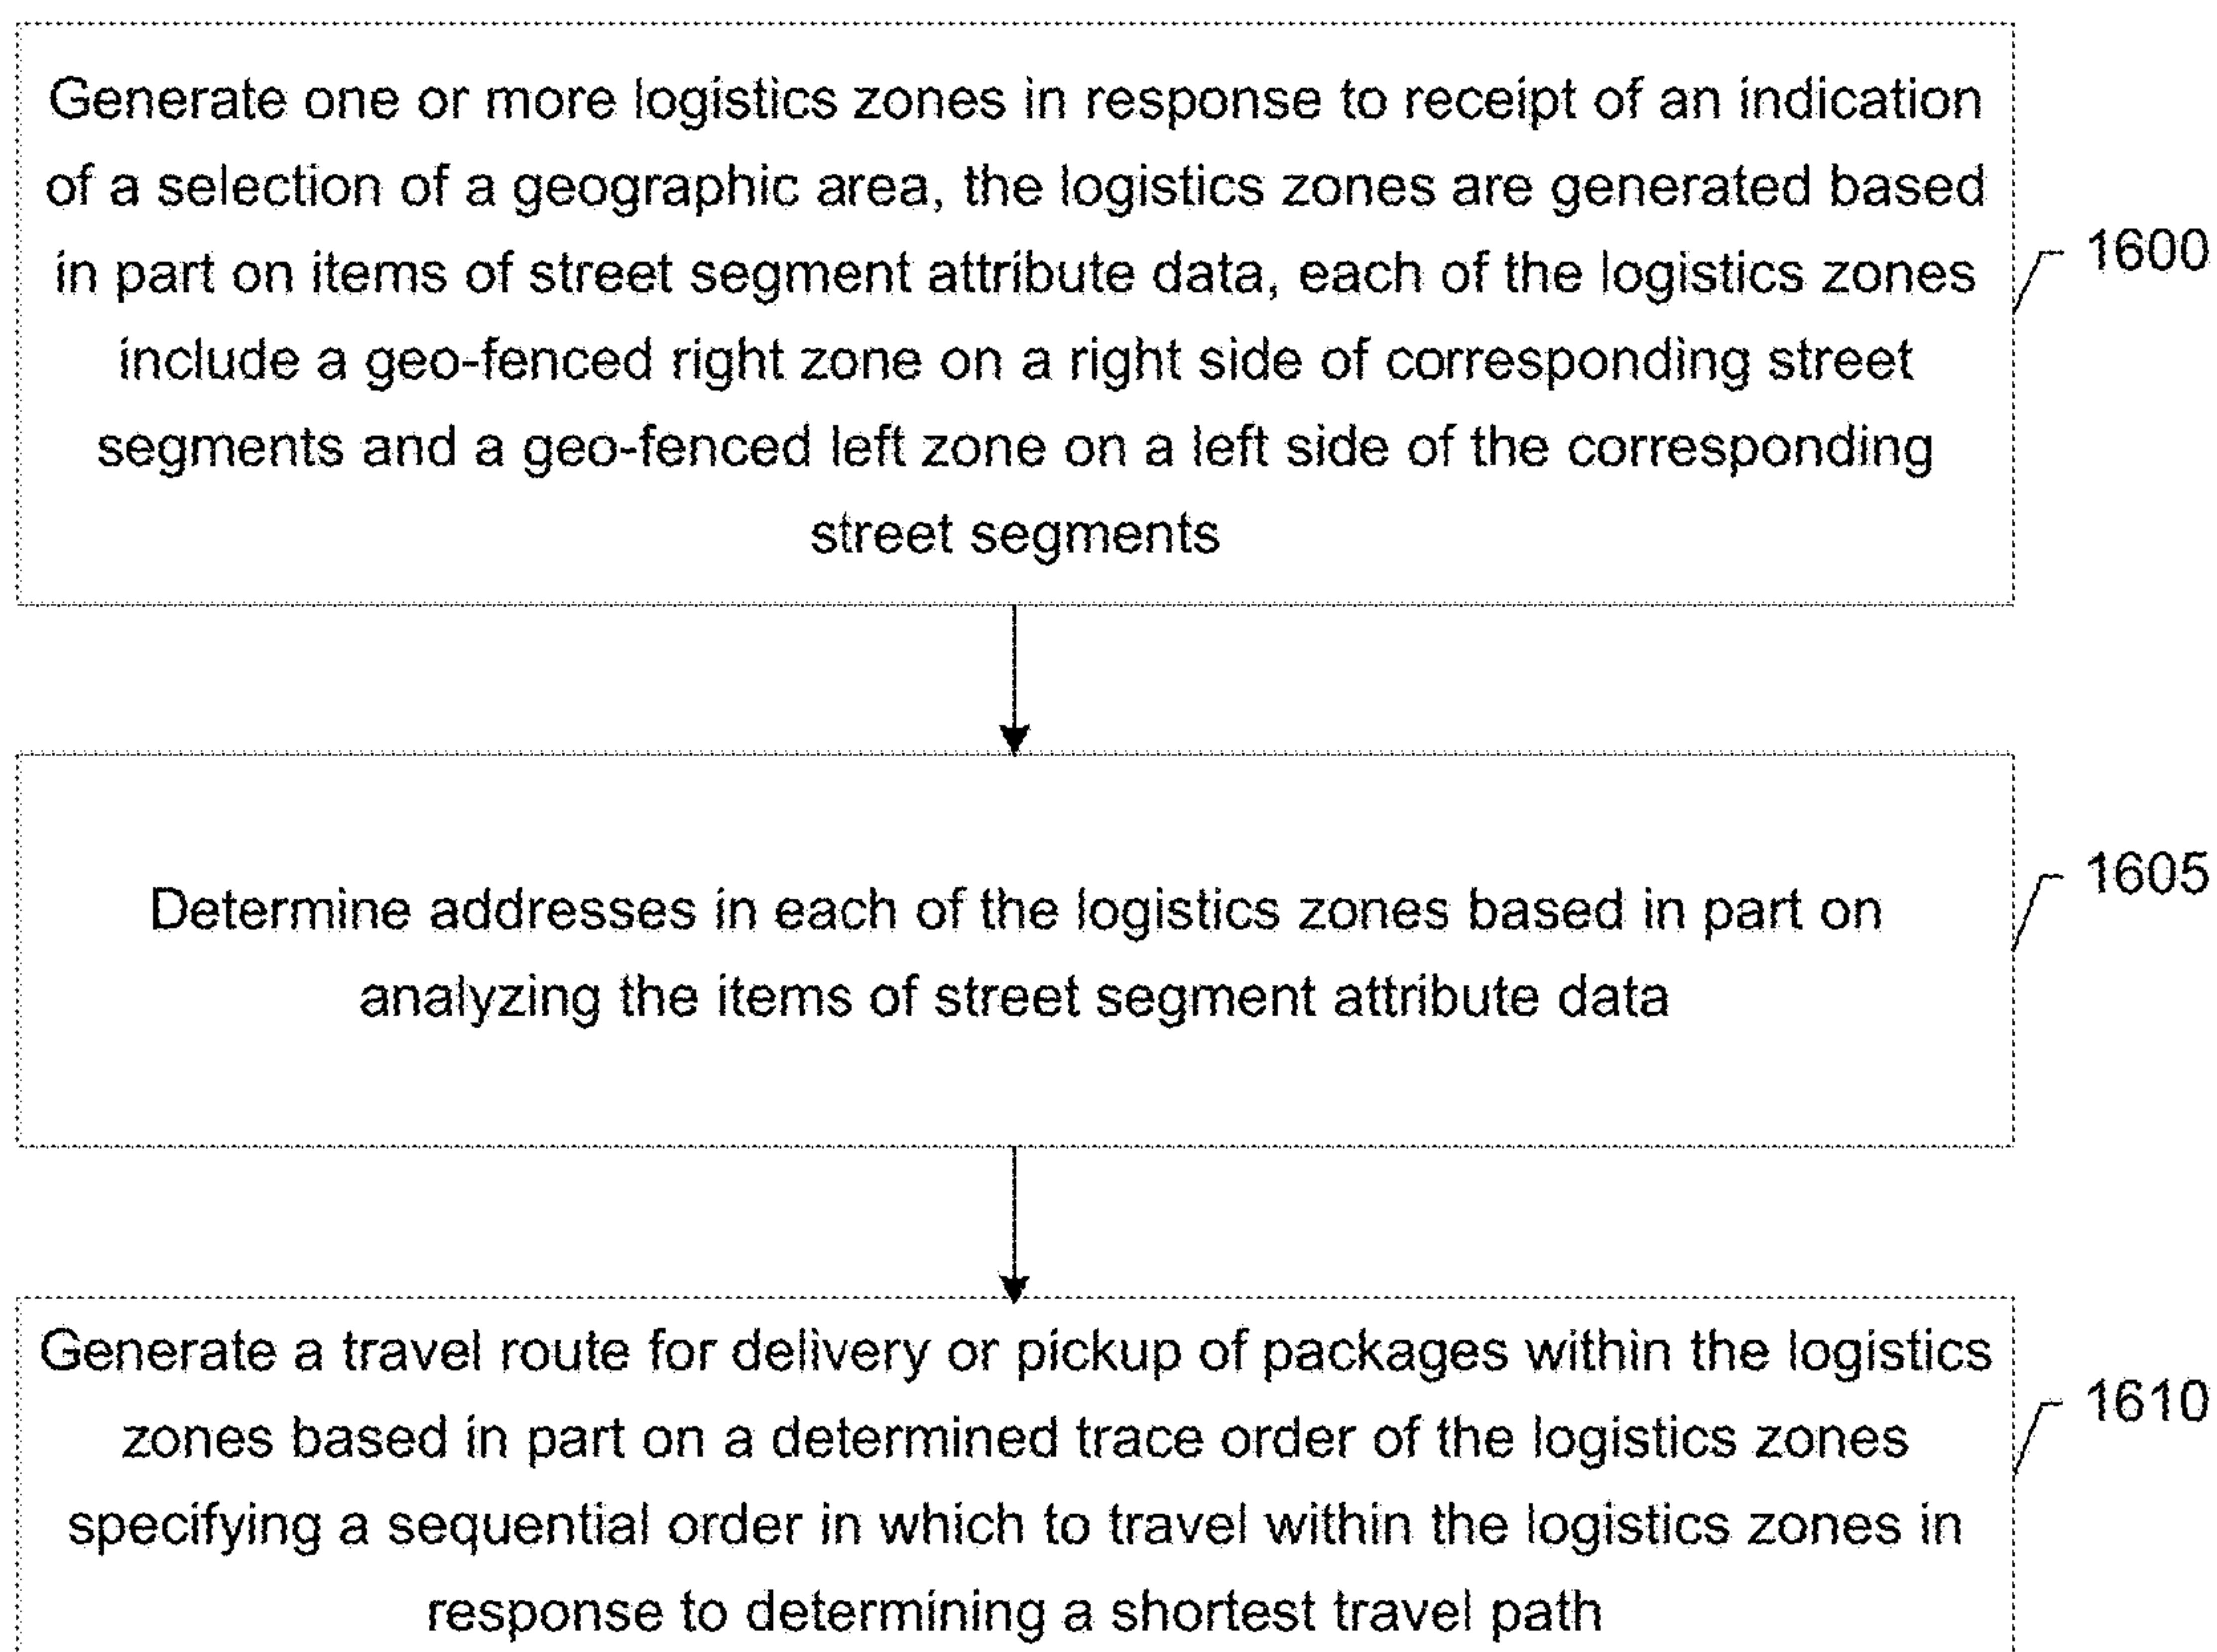 Generate one or more logistics zones in response to receipt of an indication
of a selection of a geographic area, the logistics zones are generated based
in part on items of street segment attribute data, each of the logistics zones
include a geo-fenced right zone on a right side of corresponding street
segments and a geo-fenced left zone on a left side of the corresponding
street segments
1600
Determine addresses in each of the logistics zones based in part on
analyzing the items of street segment attribute data
1605
Generate a travel route for delivery or pickup of packages within the logistics
zones based in part on a determined trace order of the logistics zones
specifying a sequential order in which to travel within the logistics zones in
response to determining a shortest travel path
1610